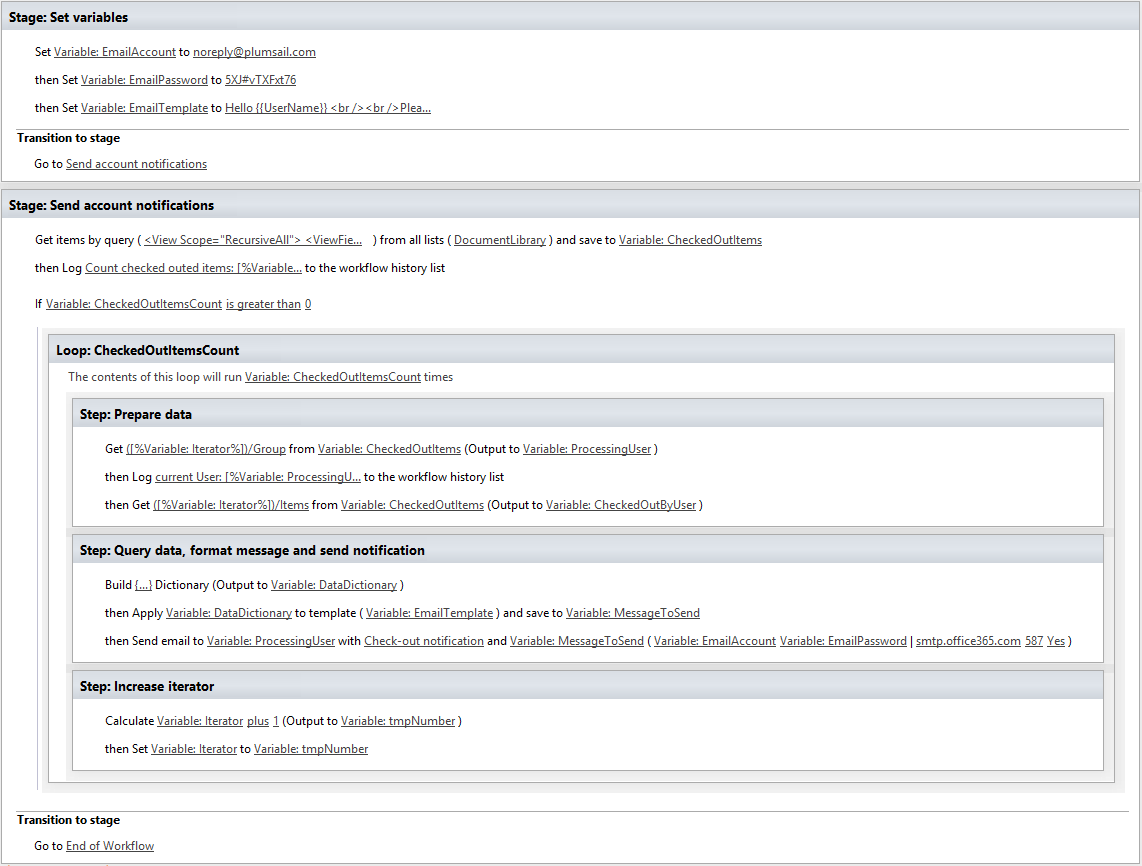 Stage: Set variables
Set Variable: EmailAccount to noreply@plumsail.com
then Set Variable: EmailPassword to 5XJ#vTXFxt76
then Set Variable: EmailTemplate to Hello {{UserName}} <br /><br />Plea...
Transition to stage
Go to Send account notifications
Stage: Send account notifications
Get items by query ( <View Scope="RecursiveAll"> <ViewFie... ) from all lists ( DocumentLibrary ) and save to Variable: CheckedOutItems
then Log Count checked outed items: [%Variable... to the workflow history list
If Variable: CheckedOutItemsCount is greater than 0
Loop: CheckedOutItemsCount
The contents of this loop will run Variable: CheckedOutItemsCount times
Step: Prepare data
Get ([%Variable: Iterator%])/Group from Variable: CheckedOutItems (Output to Variable: ProcessingUser )
then Log current User: [%Variable: ProcessingU... to the workflow history list
then Get ([%Variable: Iterator%])/Items from Variable: CheckedOutItems (Output to Variable: CheckedOutByUser )
Step: Query data, format message and send notification
Build {...} Dictionary (Output to Variable: DataDictionary )
then Apply Variable: DataDictionary to template ( Variable: EmailTemplate ) and save to Variable: MessageToSend
then Send email to Variable: ProcessingUser with Check-out notification and Variable: MessageToSend ( Variable: EmailAccount Variable: EmailPassword | smtp.office365.com 587 Yes )
Step: Increase iterator
Calculate Variable: Iterator plus 1 (Output to Variable: tmpNumber )
then Set Variable: Iterator to Variable: tmpNumber
Transition to stage
Go to End of Workflow